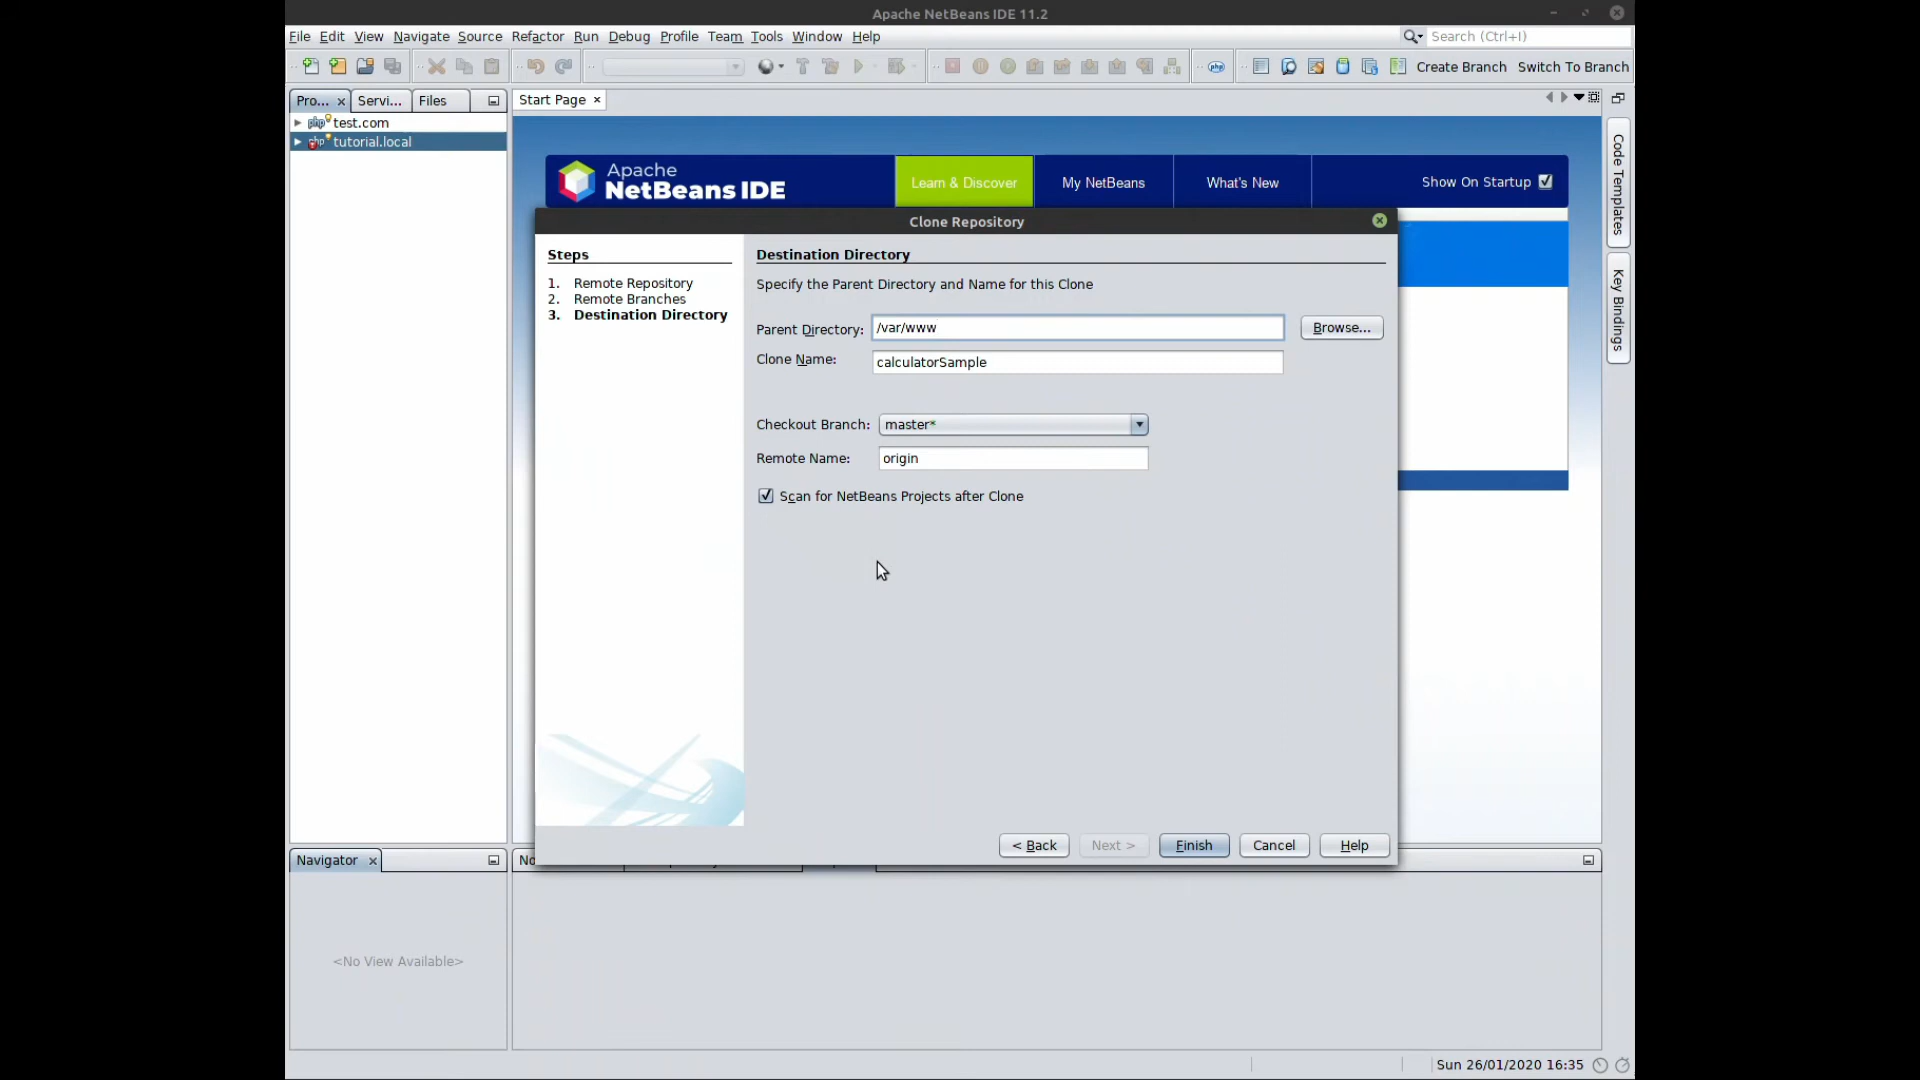 Apache NetBeans IDE 11.2
File Edit View Navigate Source Refactor Run Debug Profile Team Tools Window Help
Search (Ctrl+I)
Create Branch Switch To Branch
Pro... Servi... Files
Start Page
php test.com
php tutorial.local
Apache
NetBeans IDE
Learn & Discover
My NetBeans
What's New
Show On Startup
Code Templates
Key Bindings
Clone Repository
Steps
1. Remote Repository
2. Remote Branches
3. Destination Directory
Destination Directory
Specify the Parent Directory and Name for this Clone
Parent Directory: /var/www Browse...
Clone Name: calculatorSample
Checkout Branch: master*
Remote Name: origin
Scan for NetBeans Projects after Clone
< Back Next > Finish Cancel Help
Navigator
<No View Available>
Sun 26/01/2020 16:35